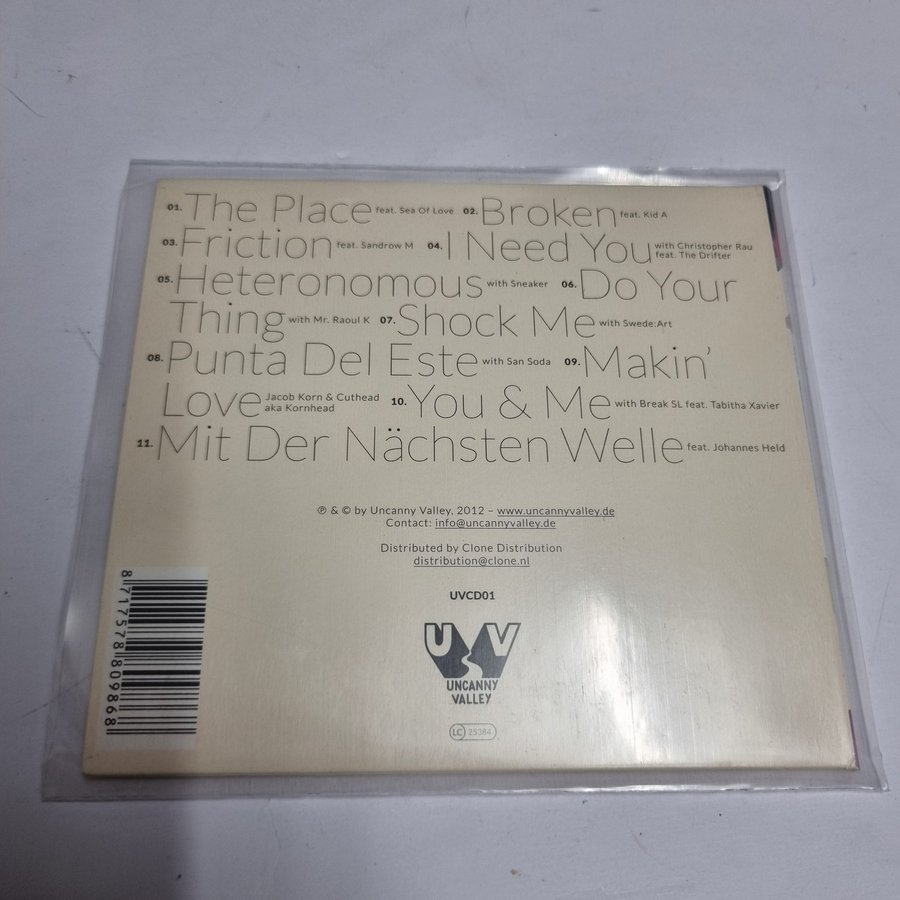 01. The Place feat. Sea Of Love 02. Broken feat. Kid A
03. Friction feat. Sandrow M 04. I Need You with Christopher Rau feat. The Drifter
05. Heteronomous with Sneaker 06. Do Your
Thing with Mr. Raoul K 07. Shock Me with Swede:Art
08. Punta Del Este with San Soda 09. Makin’
Love Jacob Korn & Cuthead aka Kornhead 10. You & Me with Break SL feat. Tabitha Xavier
11. Mit Der Nächsten Welle feat. Johannes Held
℗ & © by Uncanny Valley, 2012 – www.uncannyvalley.de
Contact: info@uncannyvalley.de
Distributed by Clone Distribution
distribution@clone.nl
UVCD01
UV
UNCANNY
VALLEY
LC 25384
8717578809868